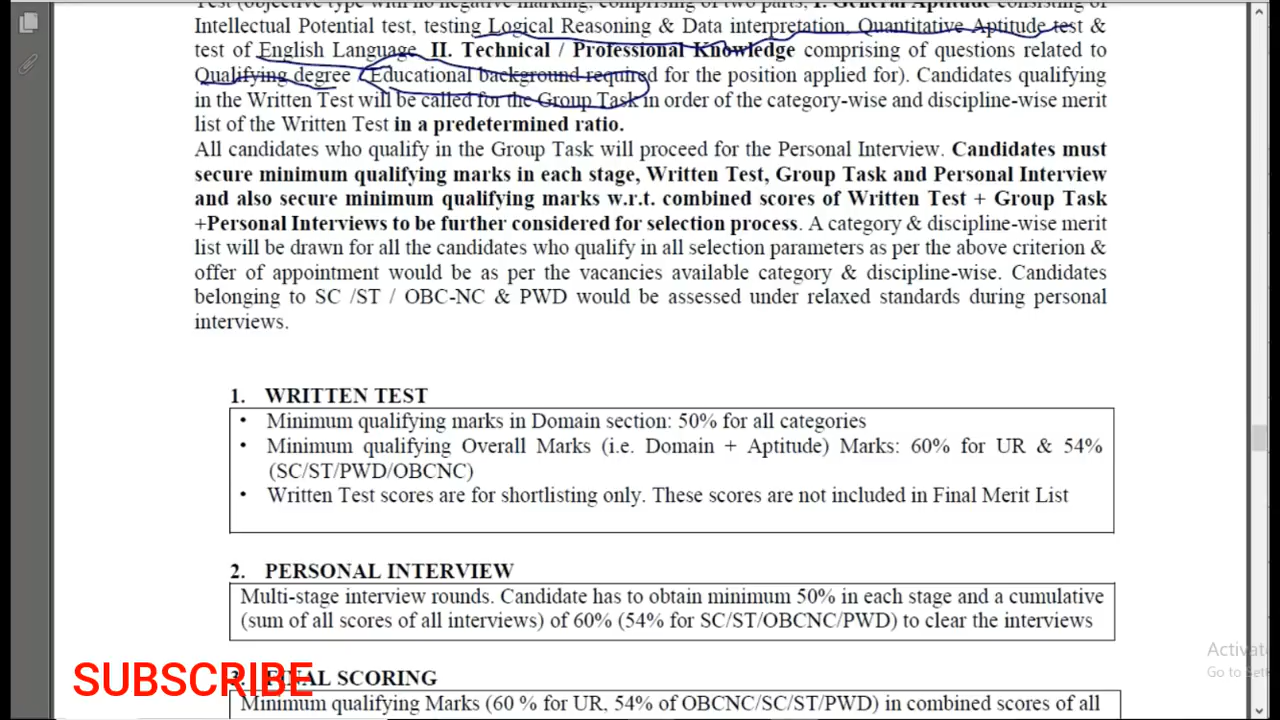 Test (objective type with no negative marking, comprising of two parts, I. General Aptitude consisting of
Intellectual Potential test, testing Logical Reasoning & Data interpretation, Quantitative Aptitude test &
test of English Language. II. Technical / Professional Knowledge comprising of questions related to
Qualifying degree (Educational background required for the position applied for). Candidates qualifying
in the Written Test will be called for the Group Task in order of the category-wise and discipline-wise merit
list of the Written Test in a predetermined ratio.
All candidates who qualify in the Group Task will proceed for the Personal Interview. Candidates must
secure minimum qualifying marks in each stage, Written Test, Group Task and Personal Interview
and also secure minimum qualifying marks w.r.t. combined scores of Written Test + Group Task
+Personal Interviews to be further considered for selection process. A category & discipline-wise merit
list will be drawn for all the candidates who qualify in all selection parameters as per the above criterion &
offer of appointment would be as per the vacancies available category & discipline-wise. Candidates
belonging to SC /ST / OBC-NC & PWD would be assessed under relaxed standards during personal
interviews.
1. WRITTEN TEST
• Minimum qualifying marks in Domain section: 50% for all categories
• Minimum qualifying Overall Marks (i.e. Domain + Aptitude) Marks: 60% for UR & 54%
(SC/ST/PWD/OBCNC)
• Written Test scores are for shortlisting only. These scores are not included in Final Merit List
2. PERSONAL INTERVIEW
Multi-stage interview rounds. Candidate has to obtain minimum 50% in each stage and a cumulative
(sum of all scores of all interviews) of 60% (54% for SC/ST/OBCNC/PWD) to clear the interviews
Activate
Go to Sett
SUBSCRIBE
3. FINAL SCORING
Minimum qualifying Marks (60 % for UR, 54% of OBCNC/SC/ST/PWD) in combined scores of all